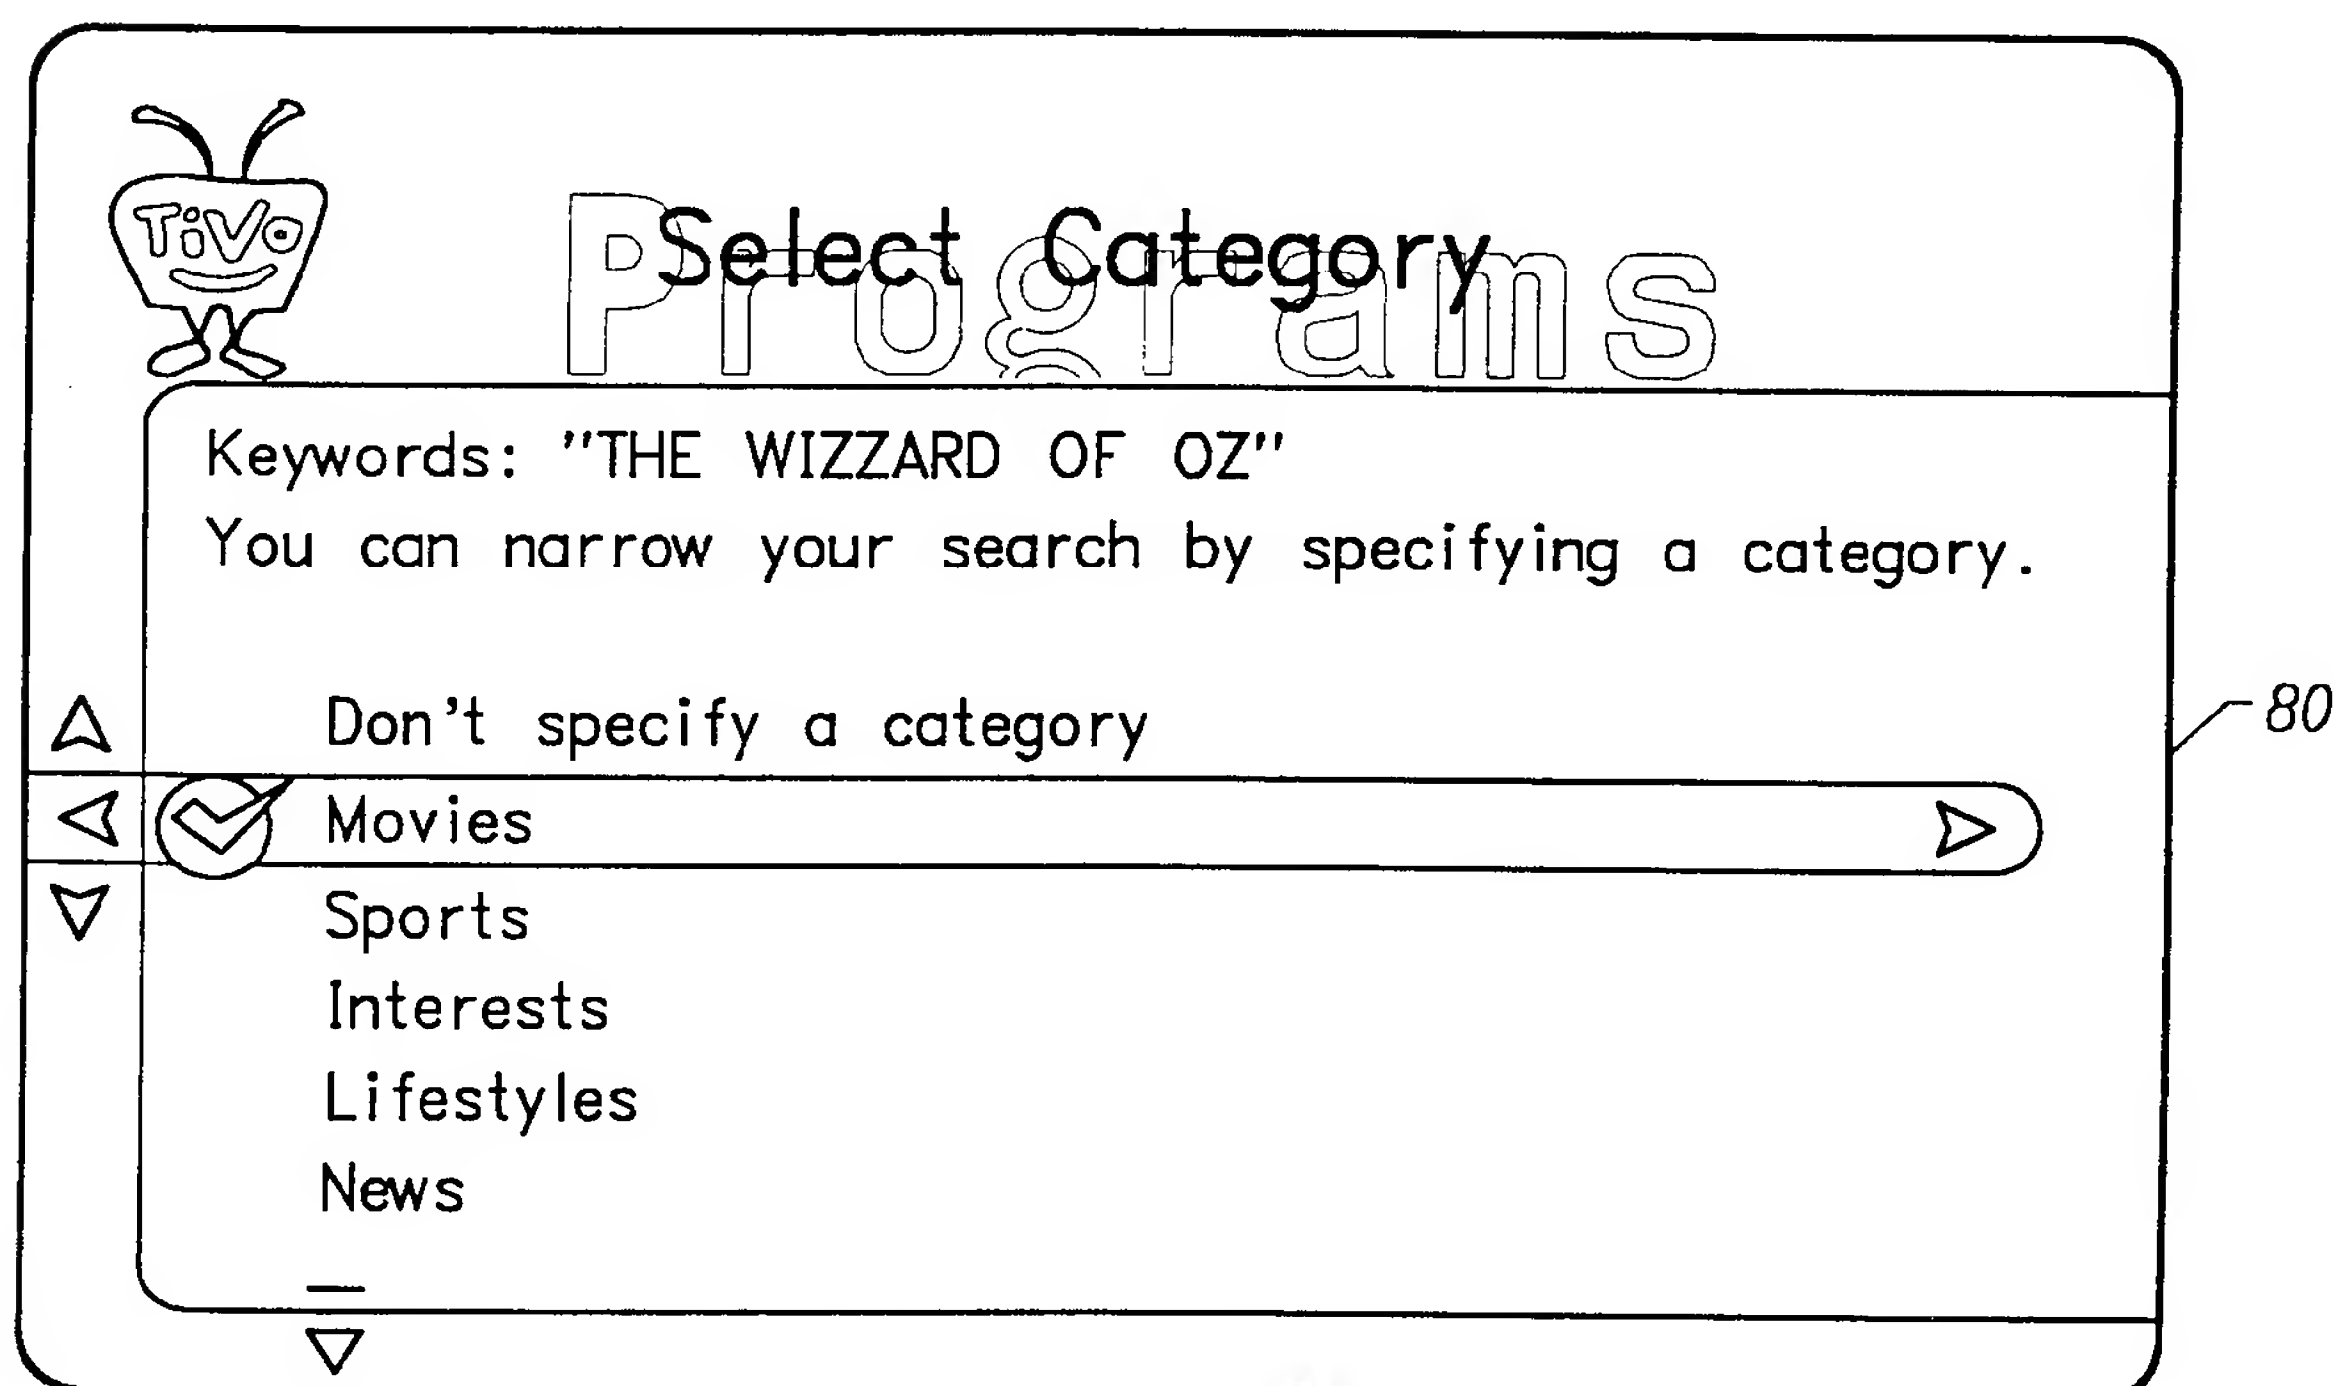 TiVo
Programs
Select Category
Keywords: "THE WIZZARD OF OZ"
You can narrow your search by specifying a category.
Don't specify a category
80
Movies
Sports
Interests
Lifestyles
News